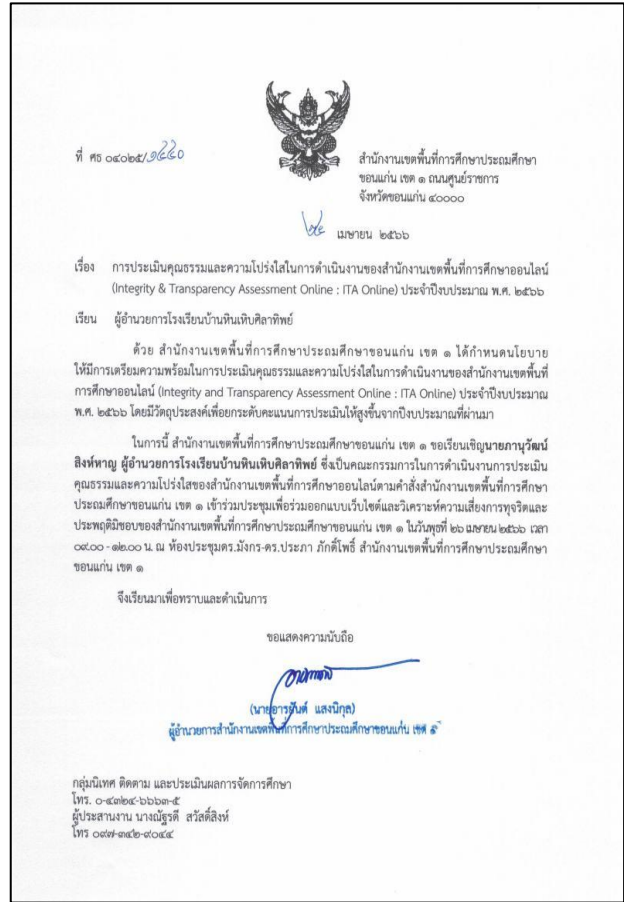 ที่ ศธ ๐๔๐๒๕/๑๔๔๐
สำนักงานเขตพื้นที่การศึกษาประถมศึกษา
ขอนแก่น เขต ๑ ถนนศูนย์ราชการ
จังหวัดขอนแก่น ๔๐๐๐๐
เมษายน ๒๕๖๖
เรื่อง การประเมินคุณธรรมและความโปร่งใสในการดำเนินงานของสำนักงานเขตพื้นที่การศึกษาออนไลน์
(Integrity & Transparency Assessment Online : ITA Online) ประจำปีงบประมาณ พ.ศ. ๒๕๖๖
เรียน ผู้อำนวยการโรงเรียนบ้านหินเหิบศิลาทิพย์
ด้วย สำนักงานเขตพื้นที่การศึกษาประถมศึกษาขอนแก่น เขต ๑ ได้กำหนดนโยบาย
ให้มีการเตรียมความพร้อมในการประเมินคุณธรรมและความโปร่งใสในการดำเนินงานของสำนักงานเขตพื้นที่
การศึกษาออนไลน์ (Integrity and Transparency Assessment Online : ITA Online) ประจำปีงบประมาณ
พ.ศ. ๒๕๖๖ โดยมีวัตถุประสงค์เพื่อยกระดับคะแนนการประเมินให้สูงขึ้นจากปีงบประมาณที่ผ่านมา
ในการนี้ สำนักงานเขตพื้นที่การศึกษาประถมศึกษาขอนแก่น เขต ๑ ขอเรียนเชิญนายภานุวัฒน์
สิงห์หาญ ผู้อำนวยการโรงเรียนบ้านหินเหิบศิลาทิพย์ ซึ่งเป็นคณะกรรมการในการดำเนินงานการประเมิน
คุณธรรมและความโปร่งใสของสำนักงานเขตพื้นที่การศึกษาออนไลน์ตามคำสั่งสำนักงานเขตพื้นที่การศึกษา
ประถมศึกษาขอนแก่น เขต ๑ เข้าร่วมประชุมเพื่อร่วมออกแบบเว็บไซต์และวิเคราะห์ความเสี่ยงการทุจริตและ
ประพฤติมิชอบของสำนักงานเขตพื้นที่การศึกษาประถมศึกษาขอนแก่น เขต ๑ ในวันพุธที่ ๒๖ เมษายน ๒๕๖๖ เวลา
๐๙.๐๐ - ๑๒.๐๐ น. ณ ห้องประชุมดร.มังกร-ดร.ประภา ภักดิ์โพธิ์ สำนักงานเขตพื้นที่การศึกษาประถมศึกษา
ขอนแก่น เขต ๑
จึงเรียนมาเพื่อทราบและดำเนินการ
ขอแสดงความนับถือ
(นายอารยันต์ แสงนิกุล)
ผู้อำนวยการสำนักงานเขตพื้นที่การศึกษาประถมศึกษาขอนแก่น เขต ๑
กลุ่มนิเทศ ติดตาม และประเมินผลการจัดการศึกษา
โทร. ๐-๔๓๒๔-๖๖๖๓-๕
ผู้ประสานงาน นางณัฐรดี สวัสดิ์สิงห์
โทร ๐๙๗-๓๔๒-๙๐๔๔